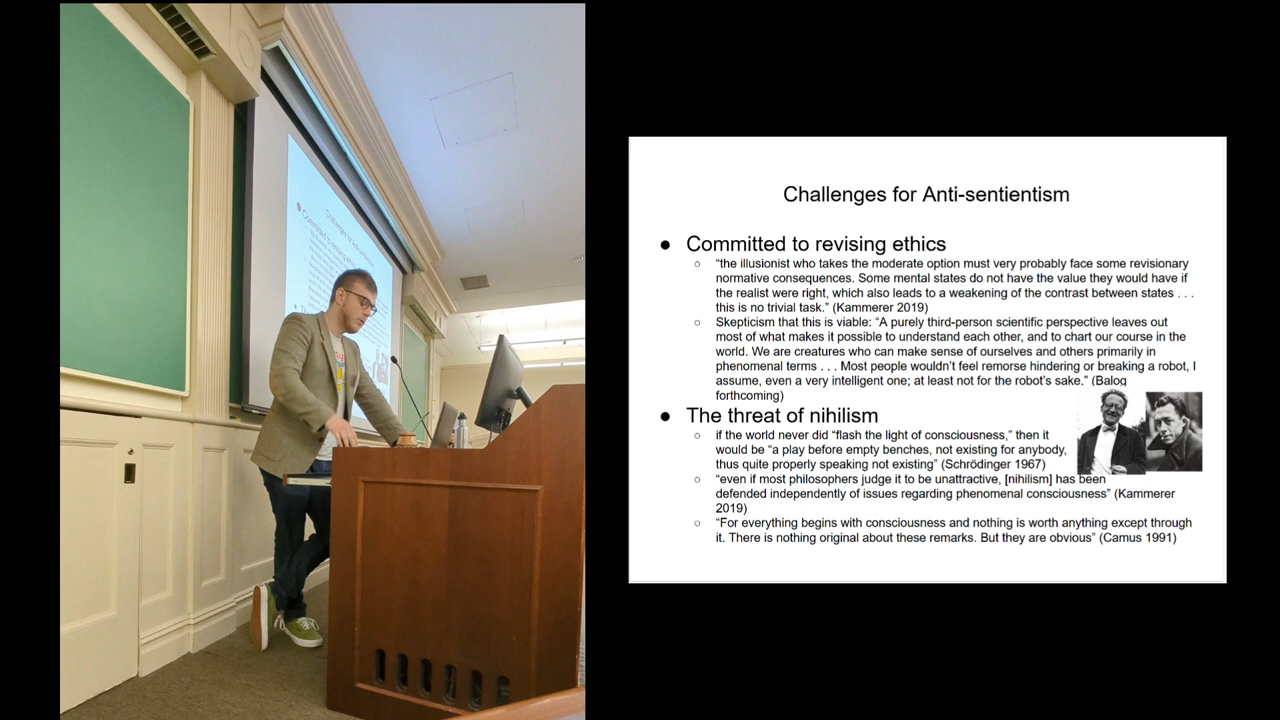 Challenges for Anti-sentientism
● Committed to revising ethics
○ “the illusionist who takes the moderate option must very probably face some revisionary
normative consequences. Some mental states do not have the value they would have if
the realist were right, which also leads to a weakening of the contrast between states . . .
this is no trivial task.” (Kammerer 2019)
○ Skepticism that this is viable: “A purely third-person scientific perspective leaves out
most of what makes it possible to understand each other, and to chart our course in the
world. We are creatures who can make sense of ourselves and others primarily in
phenomenal terms . . . Most people wouldn’t feel remorse hindering or breaking a robot, I
assume, even a very intelligent one; at least not for the robot’s sake.” (Balog
forthcoming)
● The threat of nihilism
○ if the world never did “flash the light of consciousness,” then it
would be “a play before empty benches, not existing for anybody,
thus quite properly speaking not existing” (Schrödinger 1967)
○ “even if most philosophers judge it to be unattractive, [nihilism] has been
defended independently of issues regarding phenomenal consciousness” (Kammerer
2019)
○ “For everything begins with consciousness and nothing is worth anything except through
it. There is nothing original about these remarks. But they are obvious” (Camus 1991)